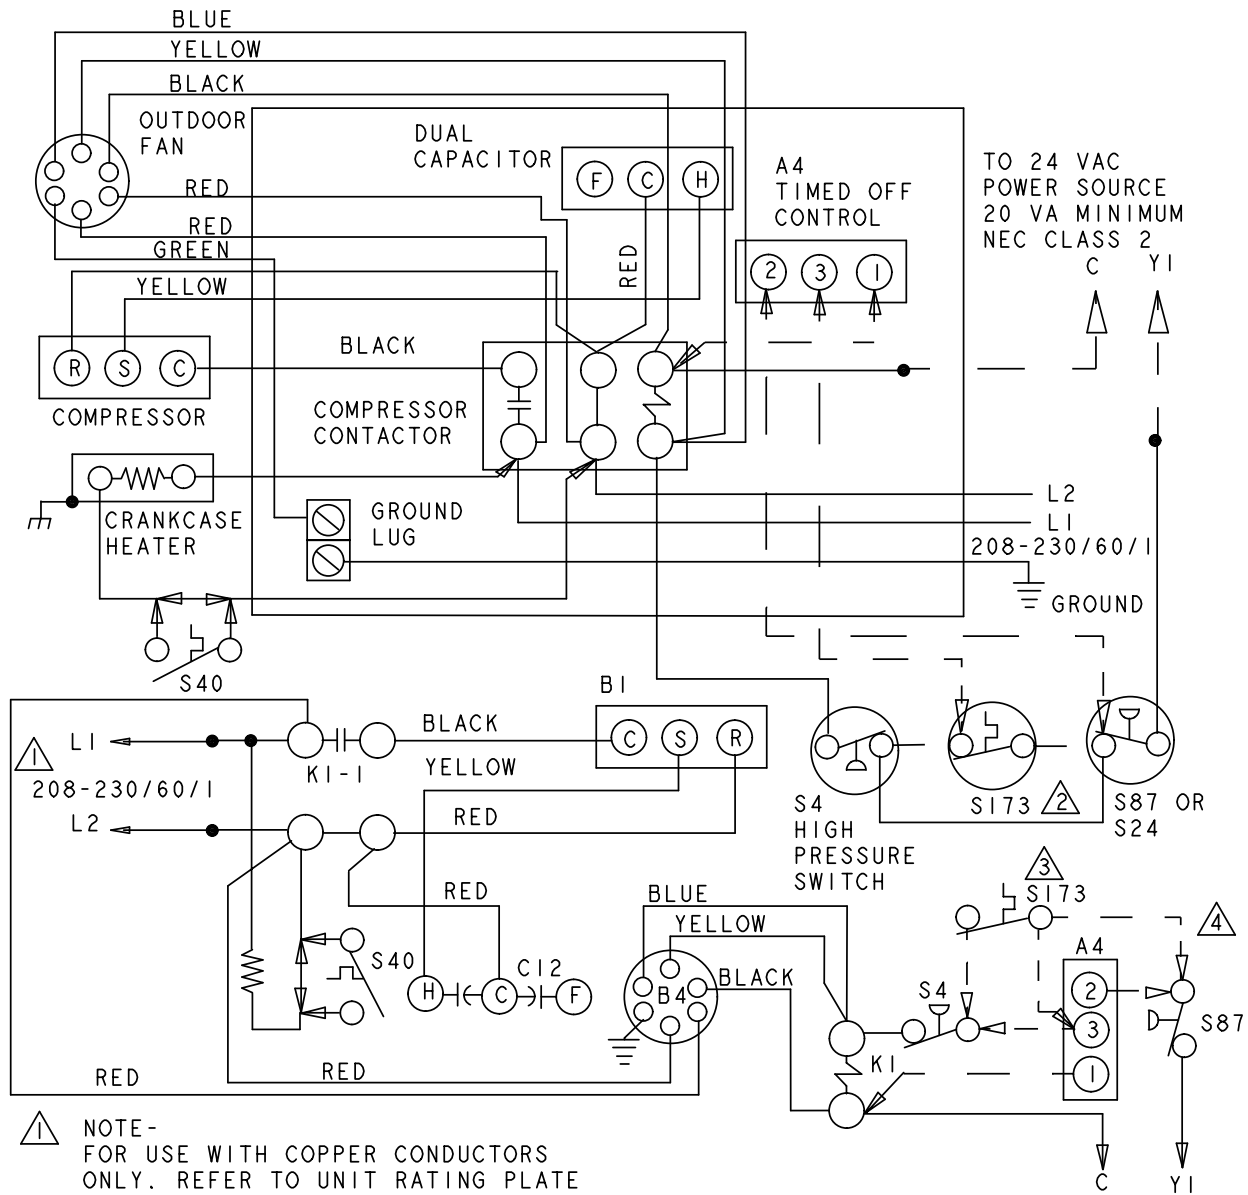 BLUE
YELLOW
BLACK
OUTDOOR
FAN
DUAL
CAPACITOR
F C H
A4
TIMED OFF
CONTROL
2 3 1
TO 24 VAC
POWER SOURCE
20 VA MINIMUM
NEC CLASS 2
C Y1
RED
RED
GREEN
RED
YELLOW
R S C
COMPRESSOR
BLACK
COMPRESSOR
CONTACTOR
CRANKCASE
HEATER
GROUND
LUG
L2
L1
208-230/60/1
GROUND
S40
B1
C S R
L1
1
208-230/60/1
L2
K1-1
BLACK
YELLOW
RED
RED
S4
HIGH
PRESSURE
SWITCH
S173
2
S87 OR
S24
S40
H C F
C12
BLUE
YELLOW
BLACK
B4
3
S173
4
A4
2
3
1
S4
S87
K1
RED
RED
C
Y1
1
NOTE-
FOR USE WITH COPPER CONDUCTORS
ONLY. REFER TO UNIT RATING PLATE